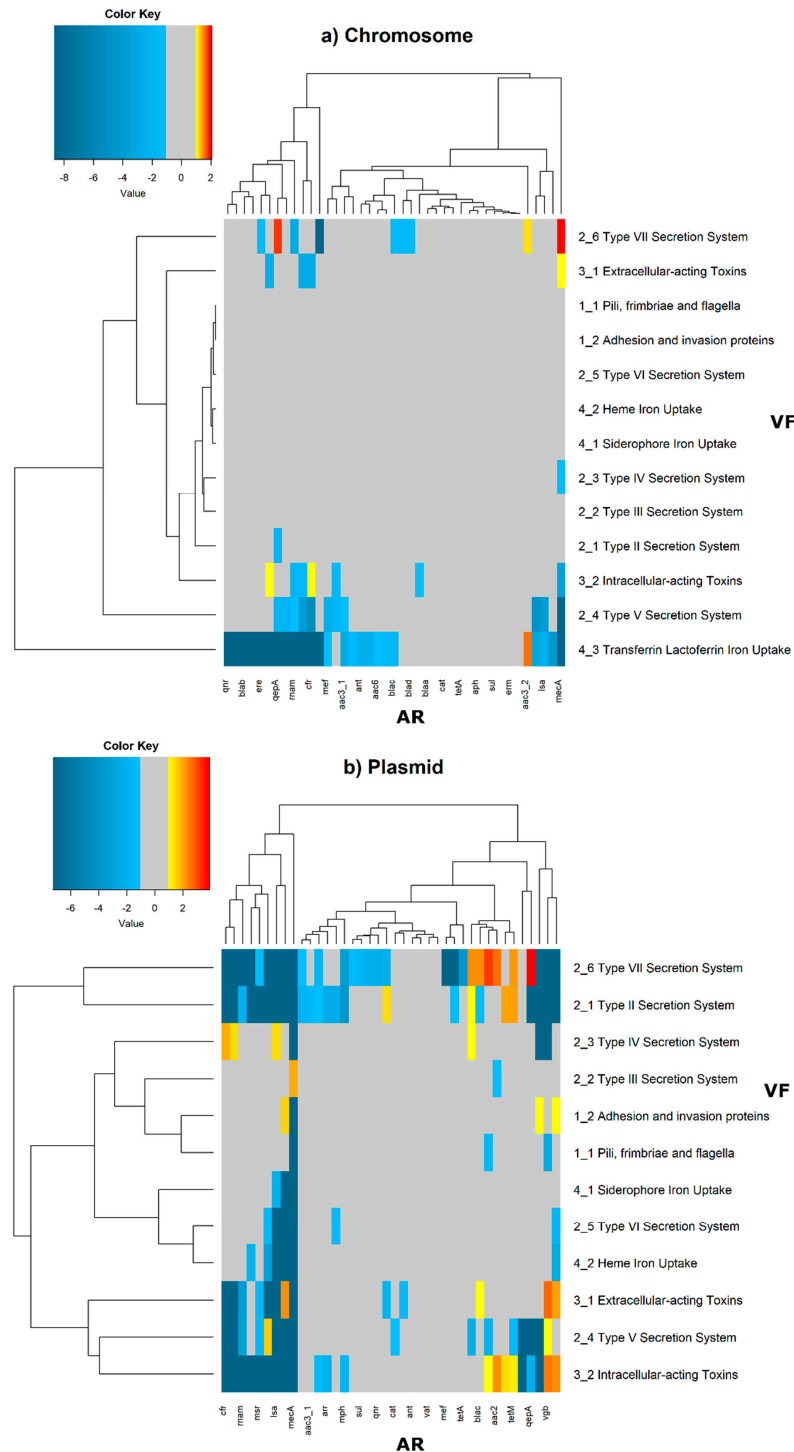 Color Key
a) Chromosome
-8 -6 -4 -2 0 2
Value
2_6 Type VII Secretion System
3_1 Extracellular-acting Toxins
1_1 Pili, frimbriae and flagella
1_2 Adhesion and invasion proteins
2_5 Type VI Secretion System
4_2 Heme Iron Uptake
VF
4_1 Siderophore Iron Uptake
2_3 Type IV Secretion System
2_2 Type III Secretion System
2_1 Type II Secretion System
3_2 Intracellular-acting Toxins
2_4 Type V Secretion System
4_3 Transferrin Lactoferrin Iron Uptake
qnr blab ere qepA rnam cfr mef aac3_1 ant aac6 blac blad blaa cat tetA aph sul erm aac3_2 lsa mecA
AR
Color Key
b) Plasmid
-6 -4 -2 0 2
Value
2_6 Type VII Secretion System
2_1 Type II Secretion System
2_3 Type IV Secretion System
2_2 Type III Secretion System
VF
1_2 Adhesion and invasion proteins
1_1 Pili, frimbriae and flagella
4_1 Siderophore Iron Uptake
2_5 Type VI Secretion System
4_2 Heme Iron Uptake
3_1 Extracellular-acting Toxins
2_4 Type V Secretion System
3_2 Intracellular-acting Toxins
cfr rnam msr lsa mecA aac3_1 arr mph sul qnr cat ant vat mef tetA blac aac2 tetM qepA vgb
AR